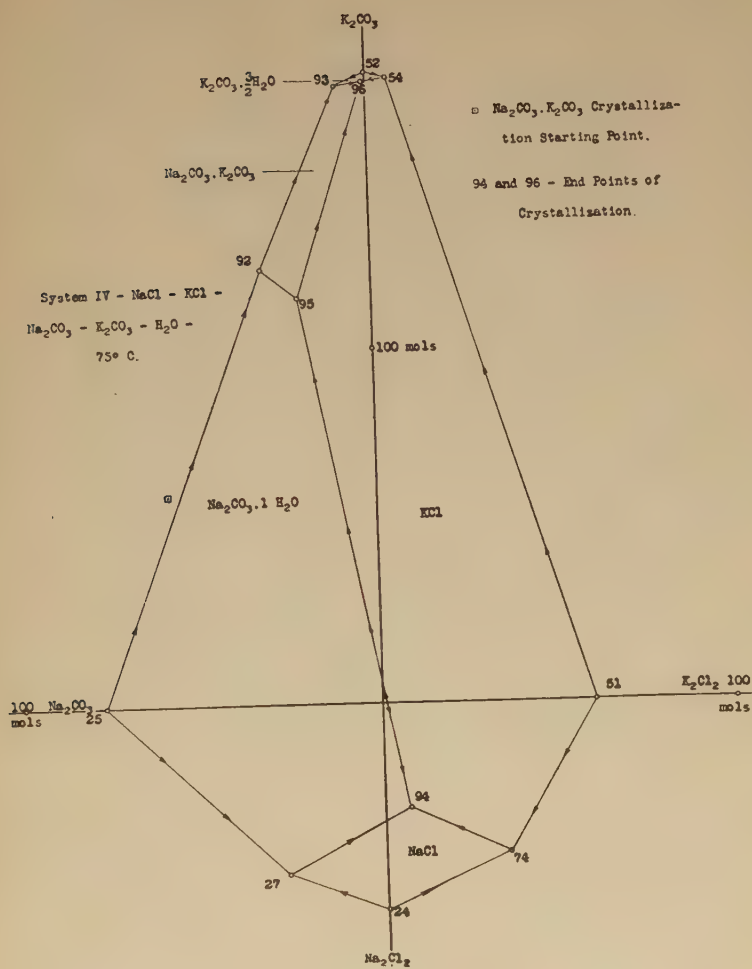 K₂CO₃
52
K₂CO₃.3/2H₂O
93
54
96
⊡ Na₂CO₃.K₂CO₃ Crystalliza-
tion Starting Point.
Na₂CO₃.K₂CO₃
94 and 96 - End Points of
Crystallization.
92
System IV - NaCl - KCl -
Na₂CO₃ - K₂CO₃ - H₂O -
75° C.
95
100 mols
Na₂CO₃.1 H₂O
KCl
51
K₂Cl₂ 100
mols
100 Na₂CO₃
mols
25
94
NaCl
74
27
24
Na₂Cl₂